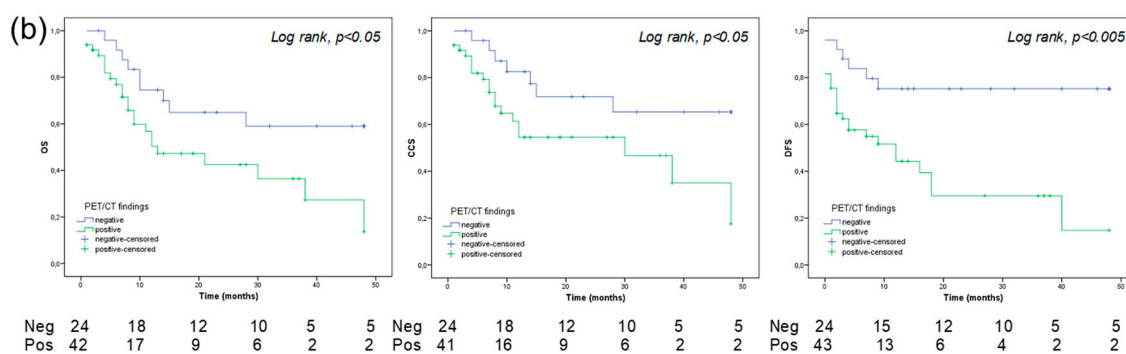 (b)
Log rank, p<0.05
1,0
0,8
0,6
0,4
0,2
0,0
OS
PET/CT findings
negative
positive
negative-censored
positive-censored
0 10 20 30 40 50
Time (months)
Neg 24 18 12 10 5 5
Pos 42 17 9 6 2 2
Log rank, p<0.05
1,0
0,8
0,6
0,4
0,2
0,0
CCS
PET/CT findings
negative
positive
negative-censored
positive-censored
0 10 20 30 40 50
Time (months)
Neg 24 18 12 10 5 5
Pos 41 16 9 6 2 2
Log rank, p<0.005
1,0
0,8
0,6
0,4
0,2
0,0
DFS
PET/CT findings
negative
positive
negative-censored
positive-censored
0 10 20 30 40 50
Time (months)
Neg 24 15 12 10 5 5
Pos 43 13 6 4 2 2